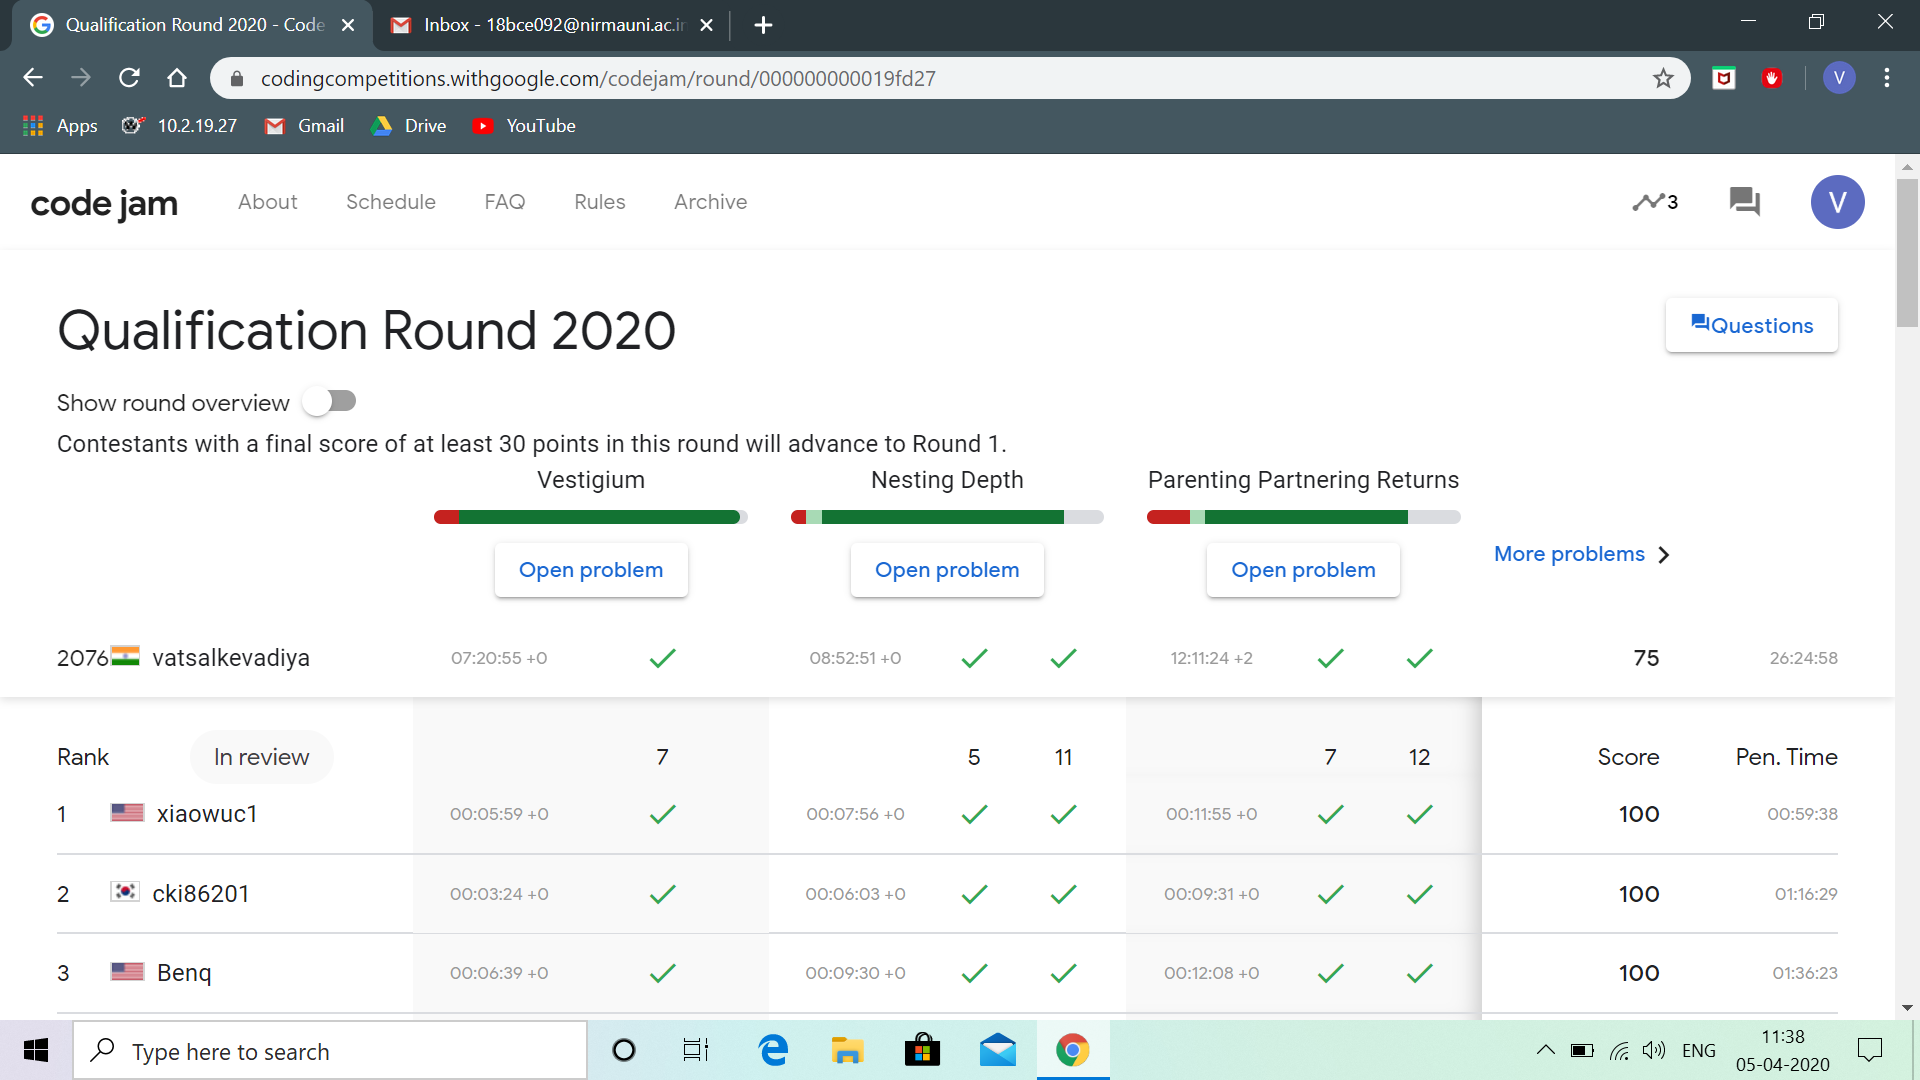 Qualification Round 2020 - Code
Inbox - 18bce092@nirmauni.ac.in
codingcompetitions.withgoogle.com/codejam/round/000000000019fd27
V
Apps
10.2.19.27
Gmail
Drive
YouTube
code jam
About
Schedule
FAQ
Rules
Archive
3
V
Qualification Round 2020
Questions
Show round overview
Contestants with a final score of at least 30 points in this round will advance to Round 1.
Vestigium
Nesting Depth
Parenting Partnering Returns
Open problem
Open problem
Open problem
More problems
2076 vatsalkevadiya 07:20:55 +0 08:52:51 +0 12:11:24 +2 75 26:24:58
Rank In review 7 5 11 7 12 Score Pen. Time
1 xiaowuc1 00:05:59 +0 00:07:56 +0 00:11:55 +0 100 00:59:38
2 cki86201 00:03:24 +0 00:06:03 +0 00:09:31 +0 100 01:16:29
3 Benq 00:06:39 +0 00:09:30 +0 00:12:08 +0 100 01:36:23
Type here to search
ENG
11:38
05-04-2020